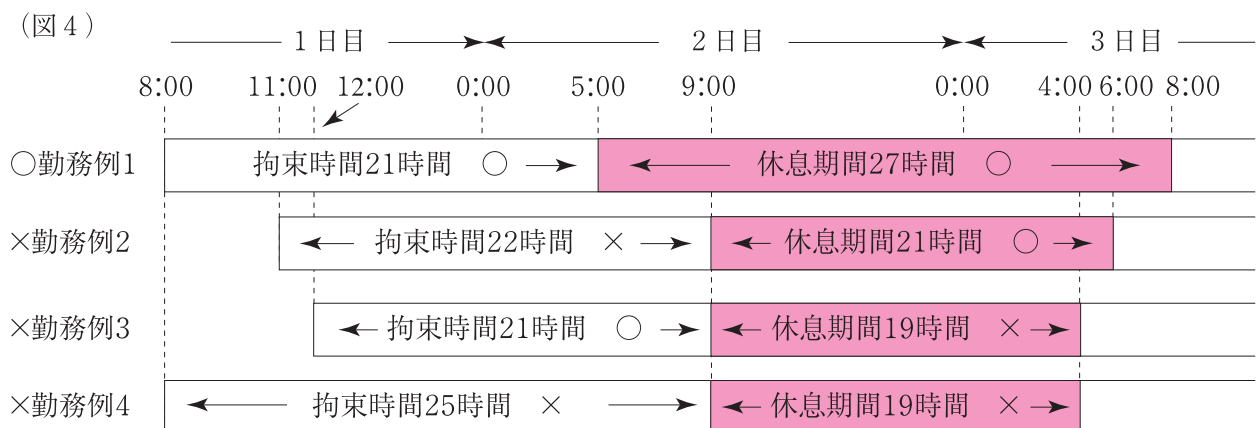 (図4)
1日目 2日目 3日目
8:00 11:00 12:00 0:00 5:00 9:00 0:00 4:00 6:00 8:00
○勤務例1 拘束時間21時間 ○ 休息期間27時間 ○
×勤務例2 拘束時間22時間 × 休息期間21時間 ○
×勤務例3 拘束時間21時間 ○ 休息期間19時間 ×
×勤務例4 拘束時間25時間 × 休息期間19時間 ×